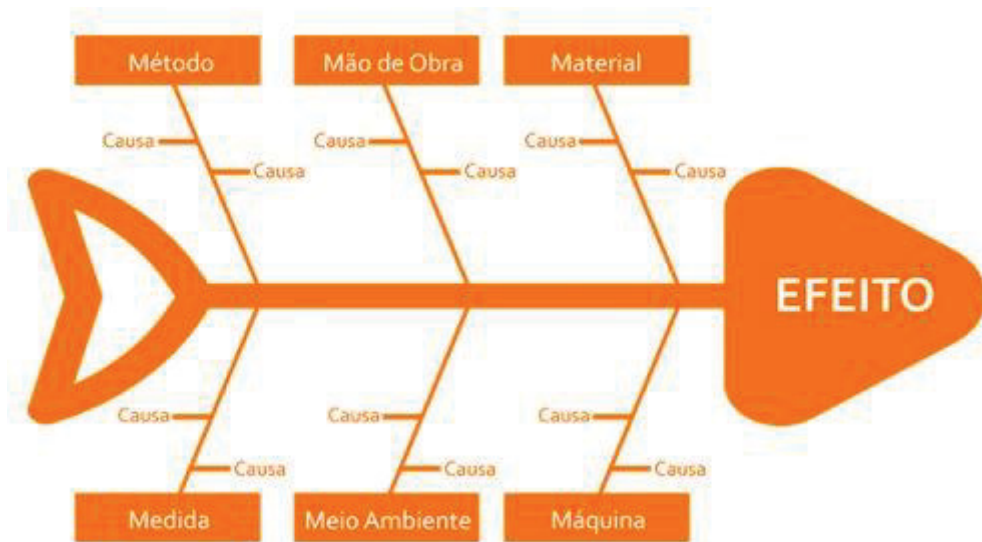 Método
Mão de Obra
Material
Causa
Causa
Causa
Causa
Causa
Causa
EFEITO
Causa
Causa
Causa
Causa
Causa
Causa
Medida
Meio Ambiente
Máquina